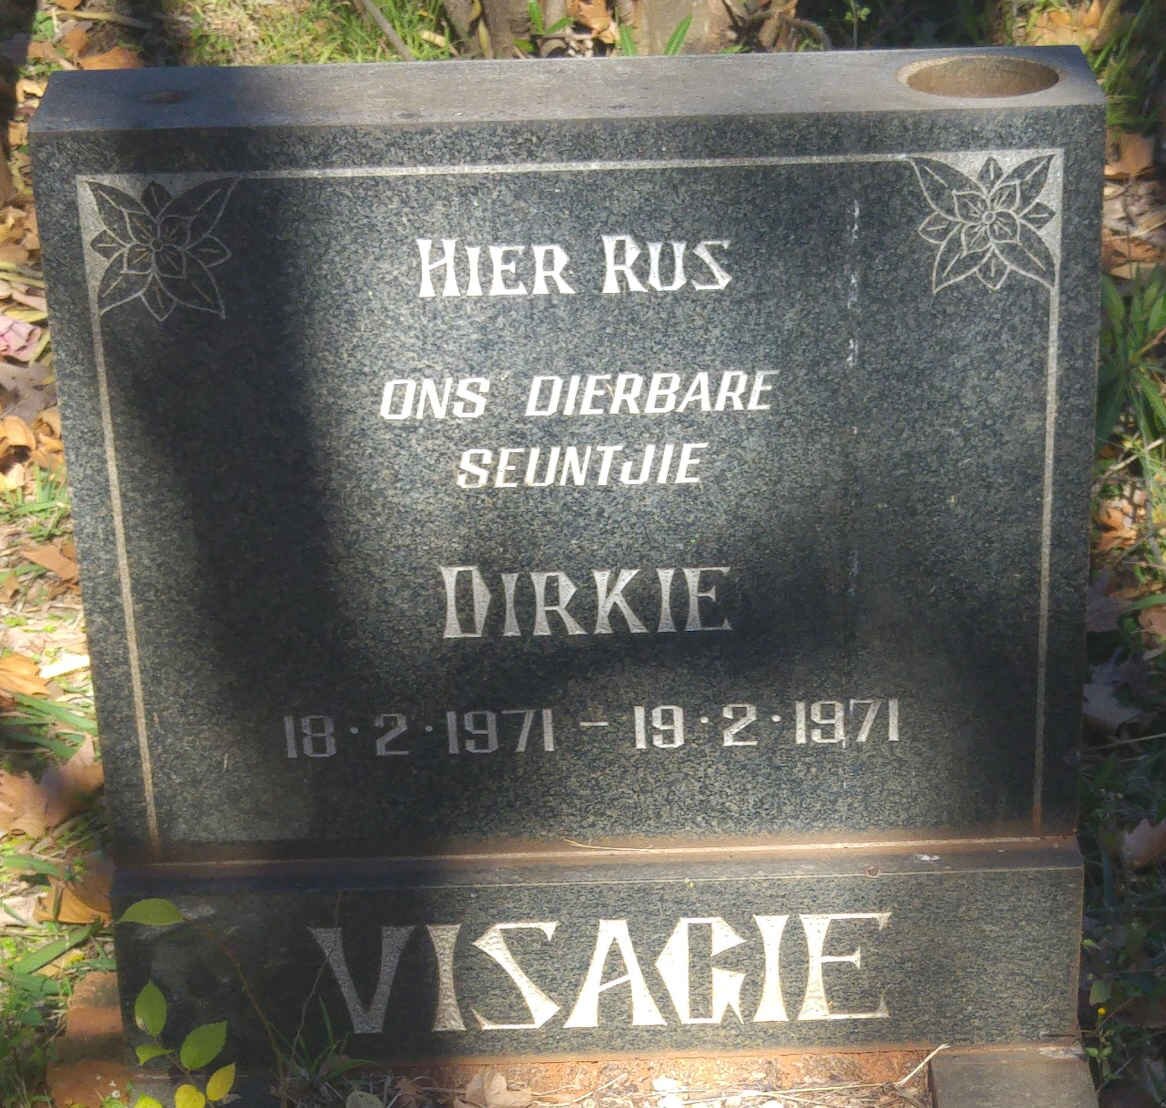 HIER RUS
ONS DIERBARE
SEUNTJIE
DIRKIE
18·2·1971 – 19·2·1971
VISAGIE